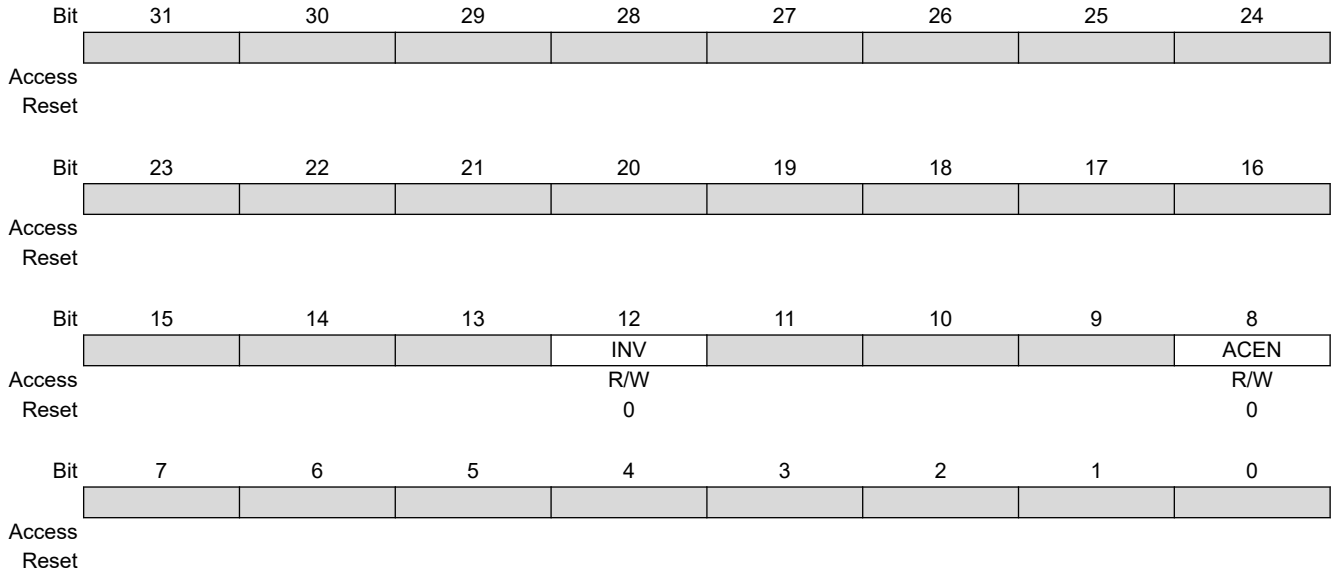 Bit 31 30 29 28 27 26 25 24
Access
Reset
Bit 23 22 21 20 19 18 17 16
Access
Reset
Bit 15 14 13 12 11 10 9 8
INV ACEN
Access R/W R/W
Reset 0 0
Bit 7 6 5 4 3 2 1 0
Access
Reset